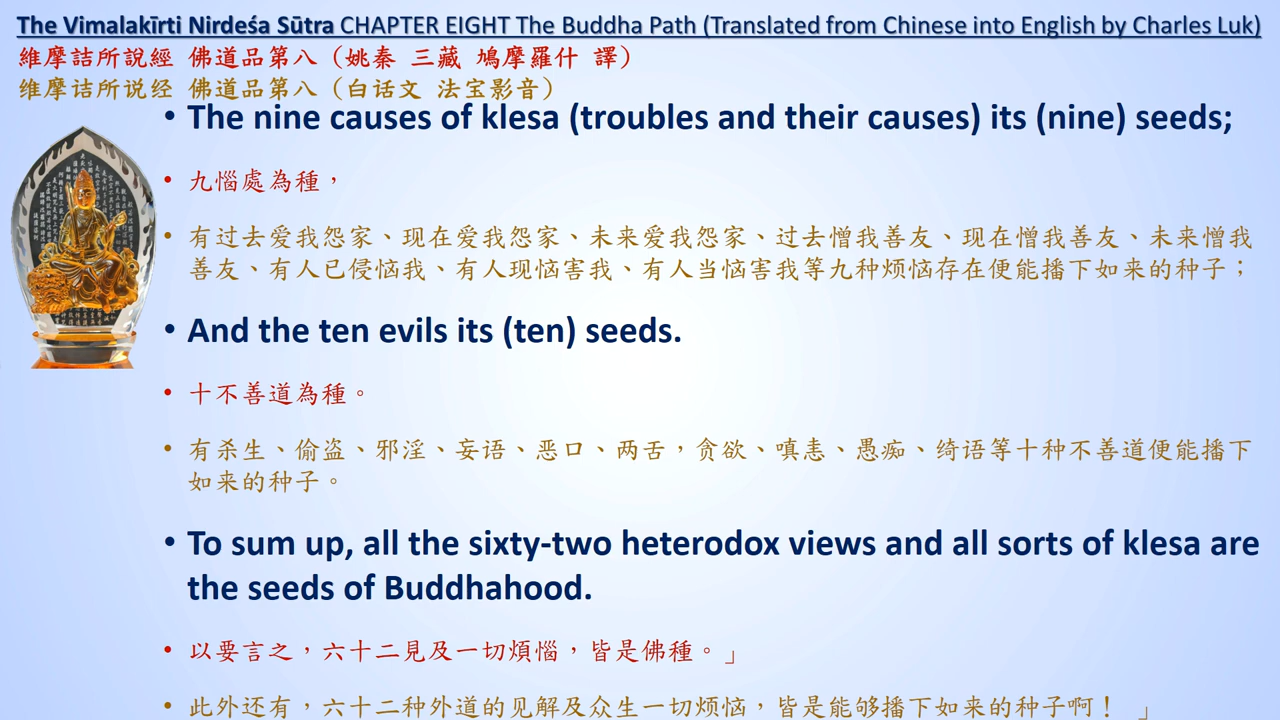 The Vimalakīrti Nirdeśa Sūtra CHAPTER EIGHT The Buddha Path (Translated from Chinese into English by Charles Luk)
維摩詰所說經 佛道品第八 (姚秦 三藏 鳩摩羅什 譯)
维摩诘所说经 佛道品第八 (白话文 法宝影音)
• The nine causes of klesa (troubles and their causes) its (nine) seeds;
• 九惱處為種，
• 有过去爱我怨家、现在爱我怨家、未来爱我怨家、过去憎我善友、现在憎我善友、未来憎我
善友、有人已侵恼我、有人现恼害我、有人当恼害我等九种烦恼存在便能播下如来的种子；
• And the ten evils its (ten) seeds.
• 十不善道為種。
• 有杀生、偷盗、邪淫、妄语、恶口、两舌，贪欲、嗔恚、愚痴、绮语等十种不善道便能播下
如来的种子。
• To sum up, all the sixty-two heterodox views and all sorts of klesa are
the seeds of Buddhahood.
• 以要言之，六十二見及一切煩惱，皆是佛種。」
• 此外还有，六十二种外道的见解及众生一切烦恼，皆是能够播下如来的种子啊！ 」